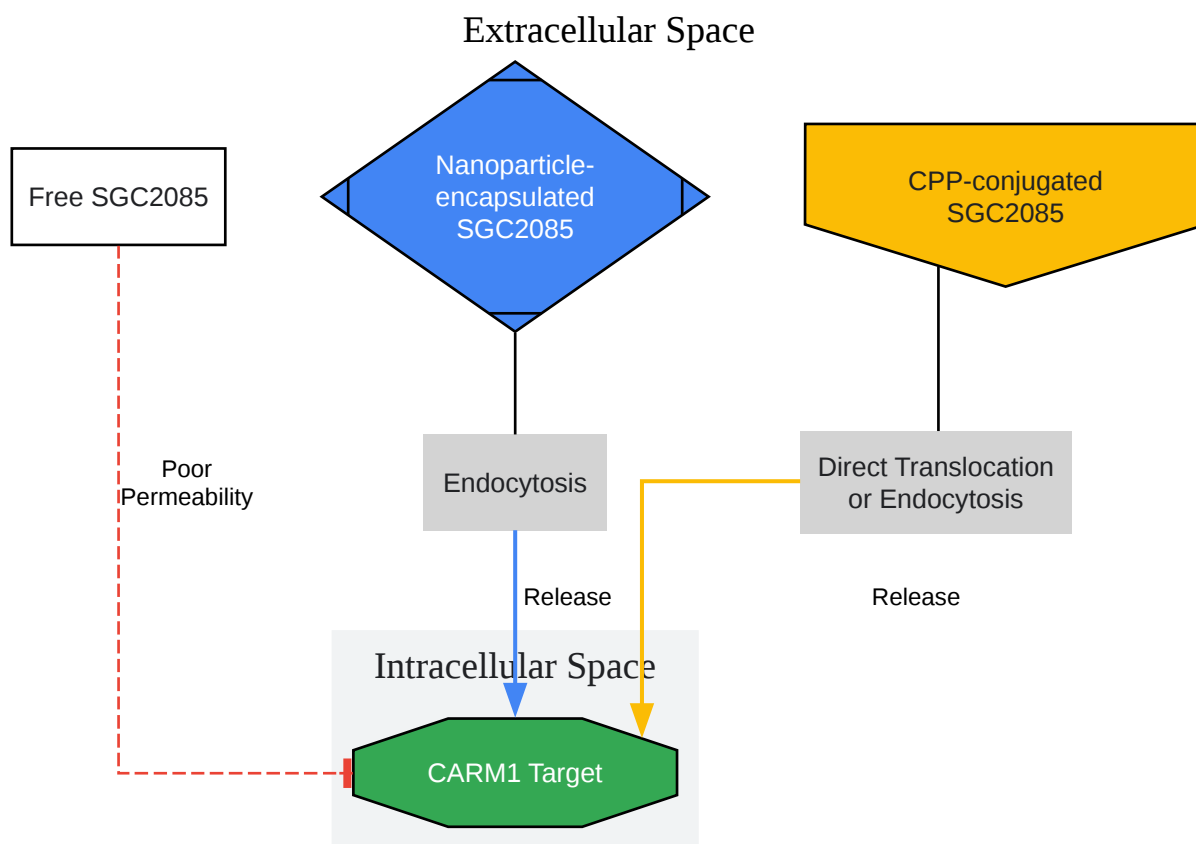 Extracellular Space
Free SGC2085
Nanoparticle-
encapsulated
SGC2085
CPP-conjugated
SGC2085
Poor
Permeability
Endocytosis
Direct Translocation
or Endocytosis
Release
Release
Intracellular Space
CARM1 Target